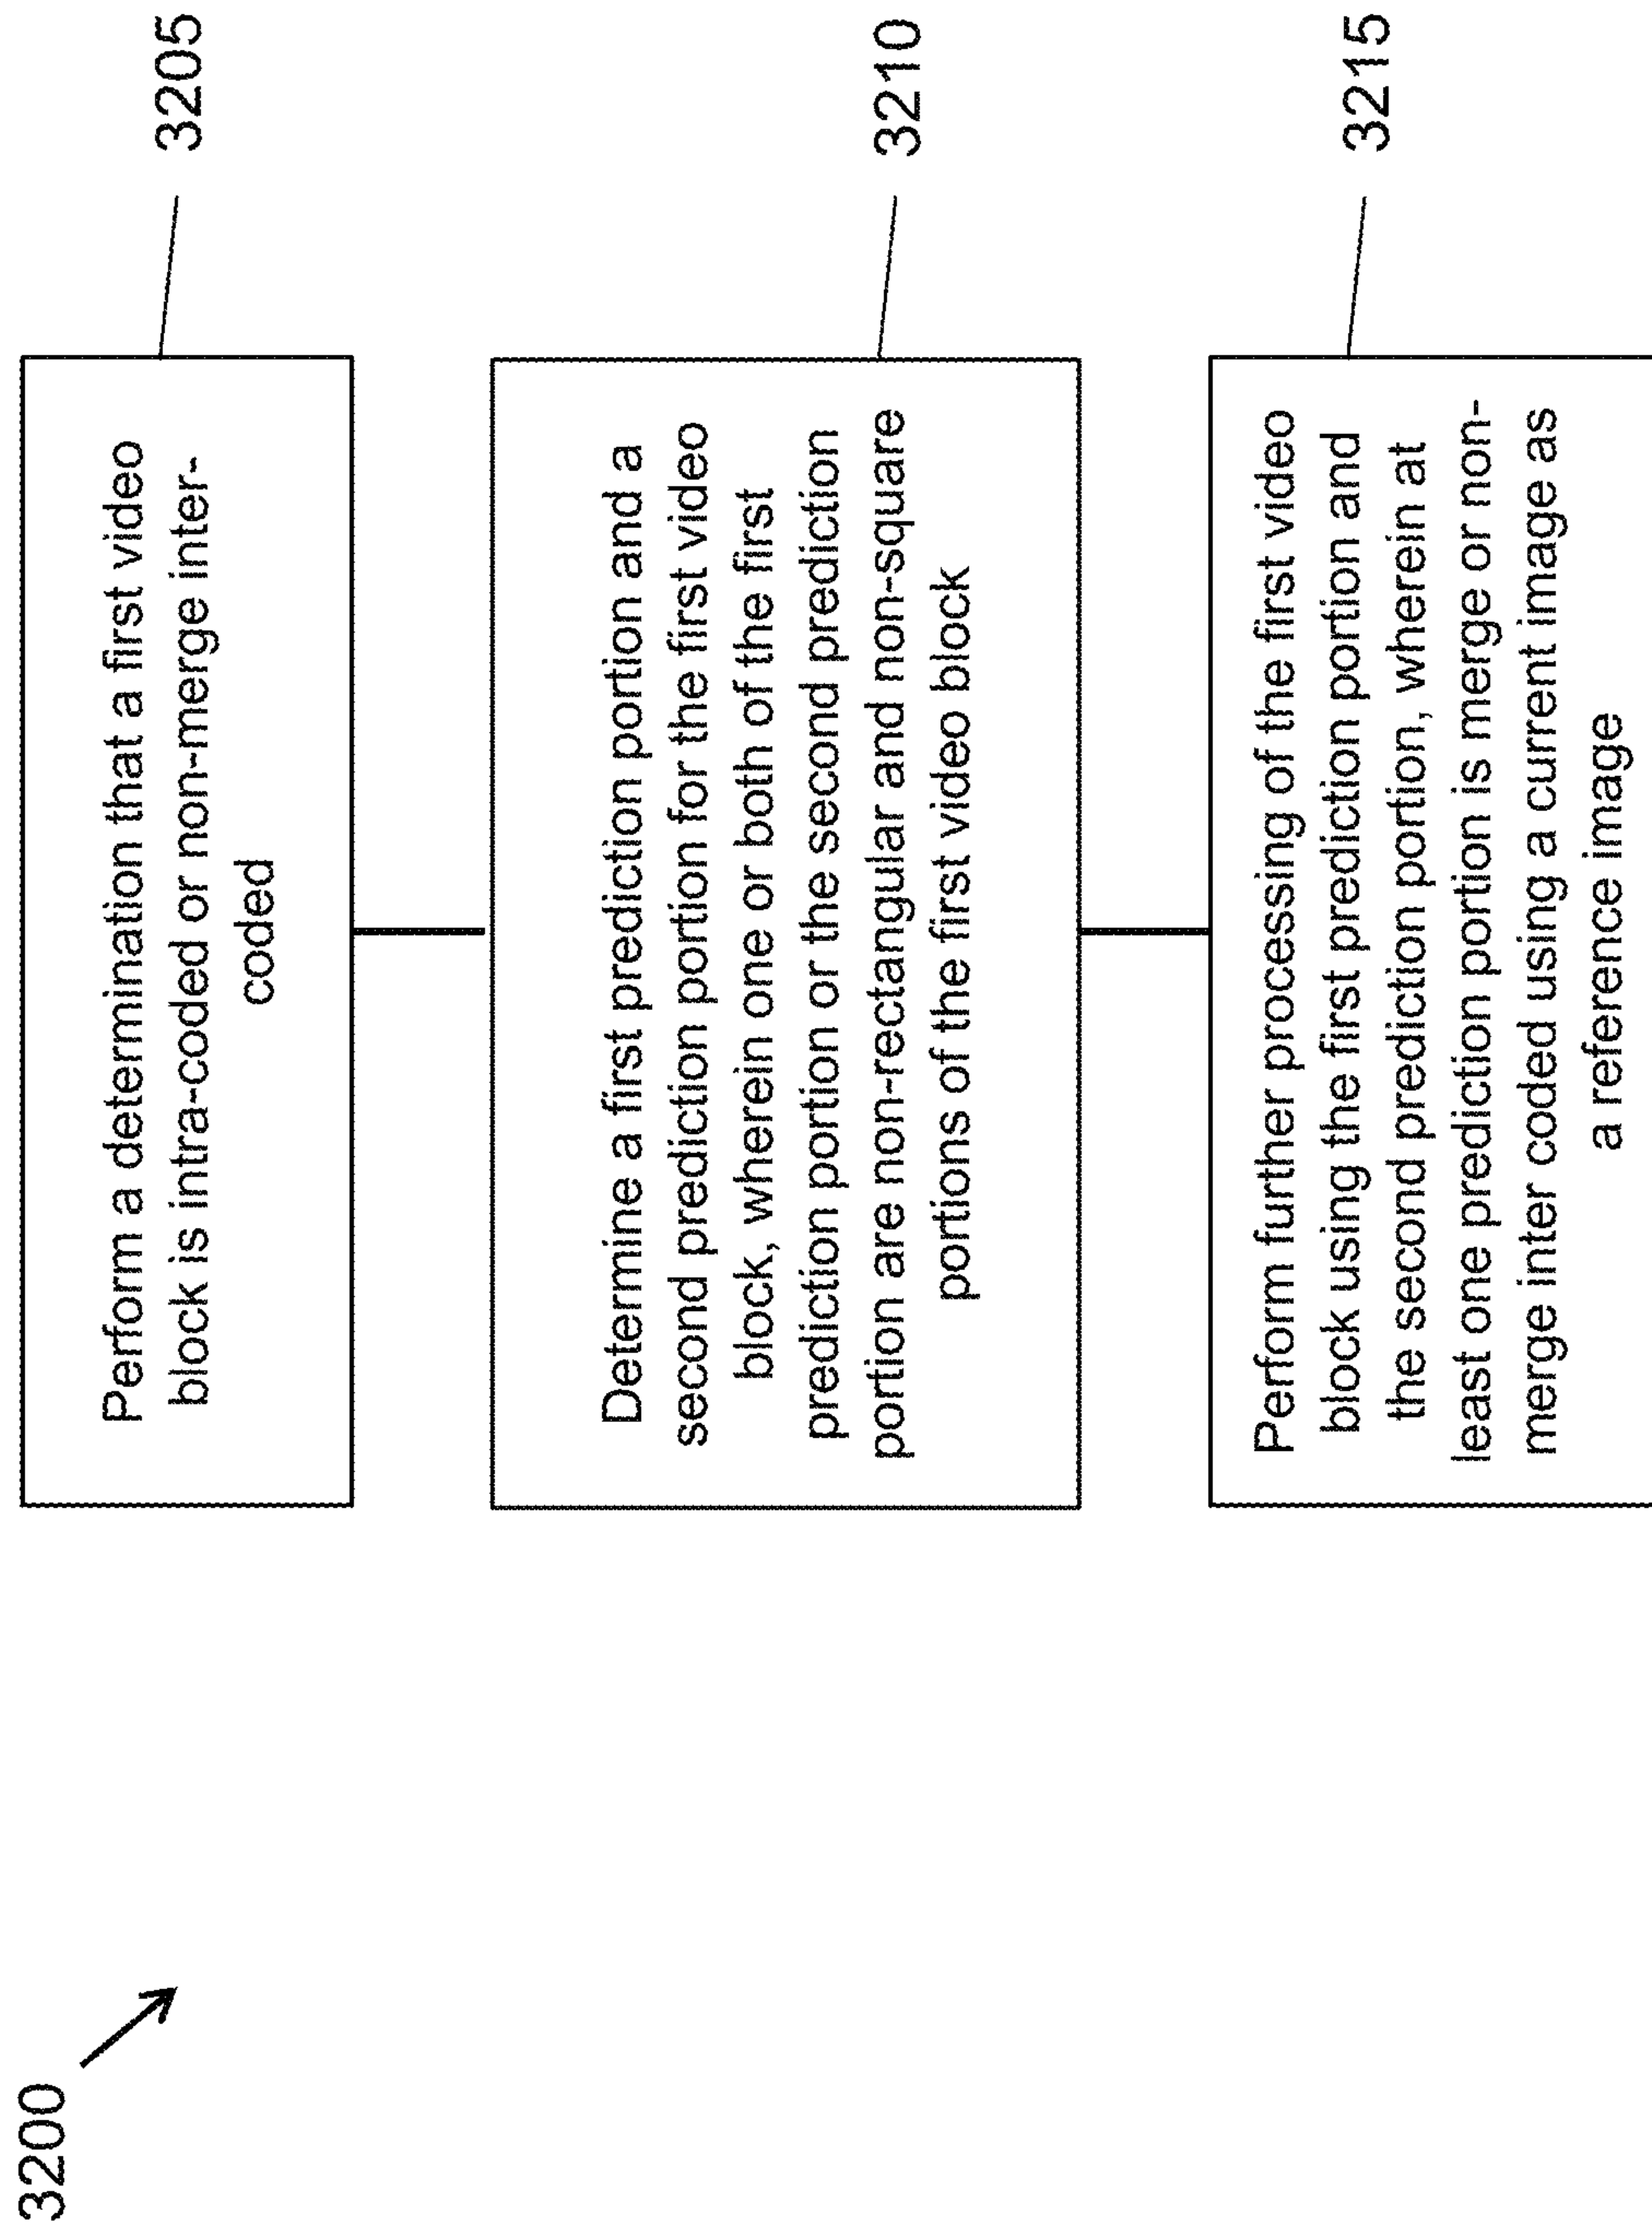 3200
Perform a determination that a first video
block is intra-coded or non-merge inter-
coded
3205
Determine a first prediction portion and a
second prediction portion for the first video
block, wherein one or both of the first
prediction portion or the second prediction
portion are non-rectangular and non-square
portions of the first video block
3210
Perform further processing of the first video
block using the first prediction portion and
the second prediction portion, wherein at
least one prediction portion is merge or non-
merge inter coded using a current image as
a reference image
3215